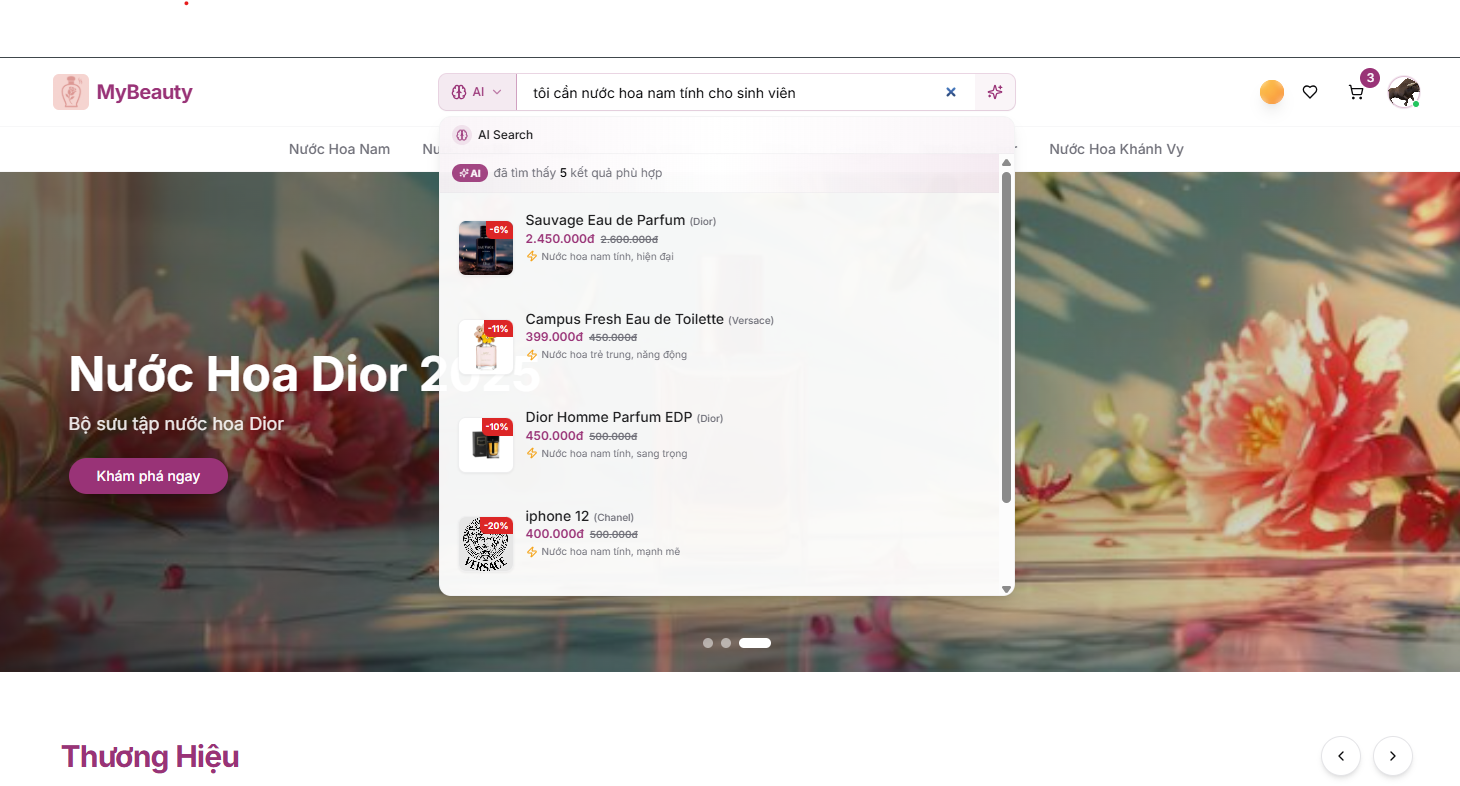 MyBeauty
AI
tôi cần nước hoa nam tính cho sinh viên
3
AI Search
Nước Hoa Nam
Nước Hoa Khánh Vy
AI đã tìm thấy 5 kết quả phù hợp
-6%
Sauvage Eau de Parfum (Dior)
2.450.000đ 2.600.000đ
Nước hoa nam tính, hiện đại
-11%
Campus Fresh Eau de Toilette (Versace)
399.000đ 450.000đ
Nước hoa trẻ trung, năng động
Nước Hoa Dior 2025
Bộ sưu tập nước hoa Dior
Khám phá ngay
-10%
Dior Homme Parfum EDP (Dior)
450.000đ 500.000đ
Nước hoa nam tính, sang trọng
-20%
iphone 12 (Chanel)
400.000đ 500.000đ
Nước hoa nam tính, mạnh mẽ
VERSACE
Thương Hiệu